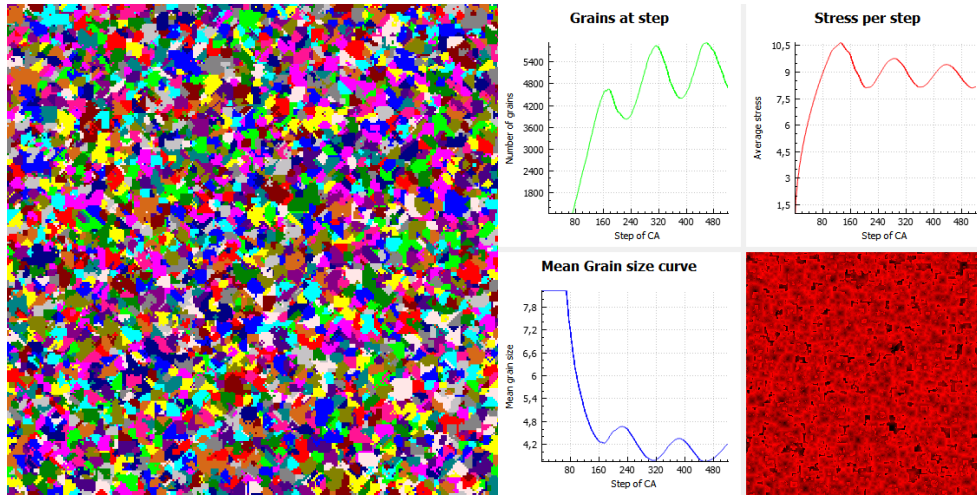 Grains at step
Number of grains
5400
4800
4200
3600
3000
2400
1800
80 160 240 320 400 480
Step of CA
Stress per step
Average stress
10,5
9
7,5
6
4,5
3
1,5
80 160 240 320 400 480
Step of CA
Mean Grain size curve
Mean grain size
7,8
7,2
6,6
6
5,4
4,8
4,2
80 160 240 320 400 480
Step of CA